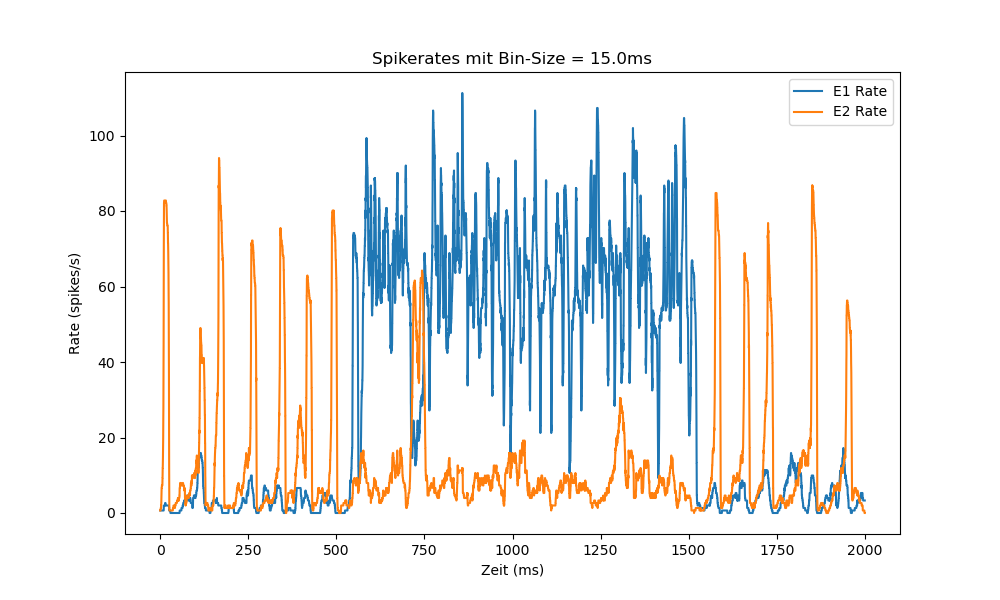 Spikerates mit Bin-Size = 15.0ms
E1 Rate
E2 Rate
Rate (spikes/s)
100
80
60
40
20
0
0 250 500 750 1000 1250 1500 1750 2000
Zeit (ms)